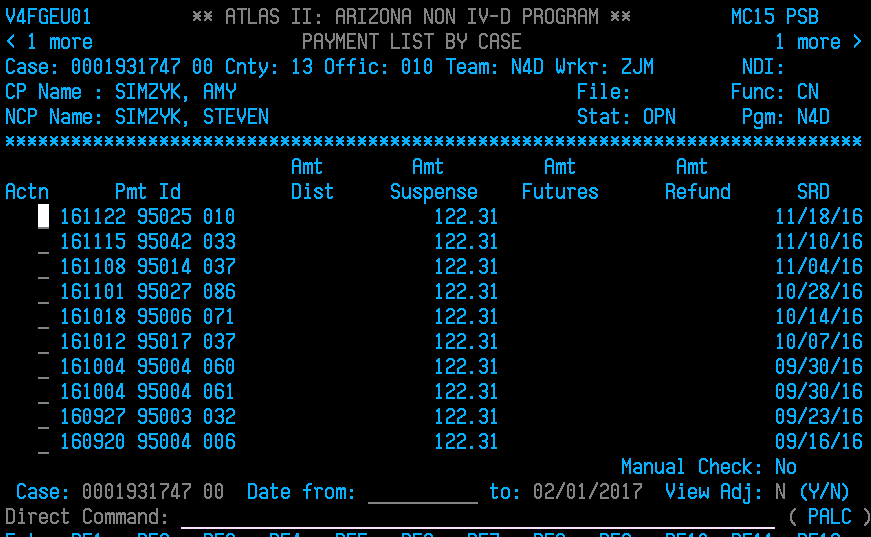 V4FGEU01 ** ATLAS II: ARIZONA NON IV-D PROGRAM ** MC15 PSB
< 1 more PAYMENT LIST BY CASE 1 more >
Case: 0001931747 00 Cnty: 13 Offic: 010 Team: N4D Wrkr: ZJM NDI:
CP Name : SIMZYK, AMY File: Func: CN
NCP Name: SIMZYK, STEVEN Stat: OPN Pgm: N4D
******************************************************************************
Amt Amt Amt Amt
Actn Pmt Id Dist Suspense Futures Refund SRD
_ 161122 95025 010 122.31 11/18/16
_ 161115 95042 033 122.31 11/10/16
_ 161108 95014 037 122.31 11/04/16
_ 161101 95027 086 122.31 10/28/16
_ 161018 95006 071 122.31 10/14/16
_ 161012 95017 037 122.31 10/07/16
_ 161004 95004 060 122.31 09/30/16
_ 161004 95004 061 122.31 09/30/16
_ 160927 95003 032 122.31 09/23/16
_ 160920 95004 006 122.31 09/16/16
Manual Check: No
Case: 0001931747 00 Date from: __________ to: 02/01/2017 View Adj: N (Y/N)
Direct Command: ______________________________________________________ ( PALC )